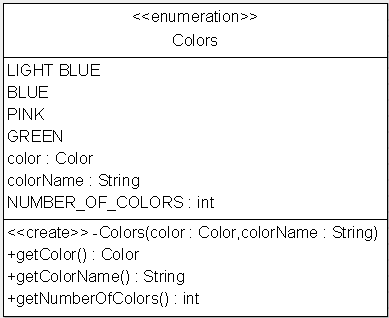 <<enumeration>>
Colors
LIGHT BLUE
BLUE
PINK
GREEN
color : Color
colorName : String
NUMBER_OF_COLORS : int
<<create>> -Colors(color : Color,colorName : String)
+getColor() : Color
+getColorName() : String
+getNumberOfColors() : int